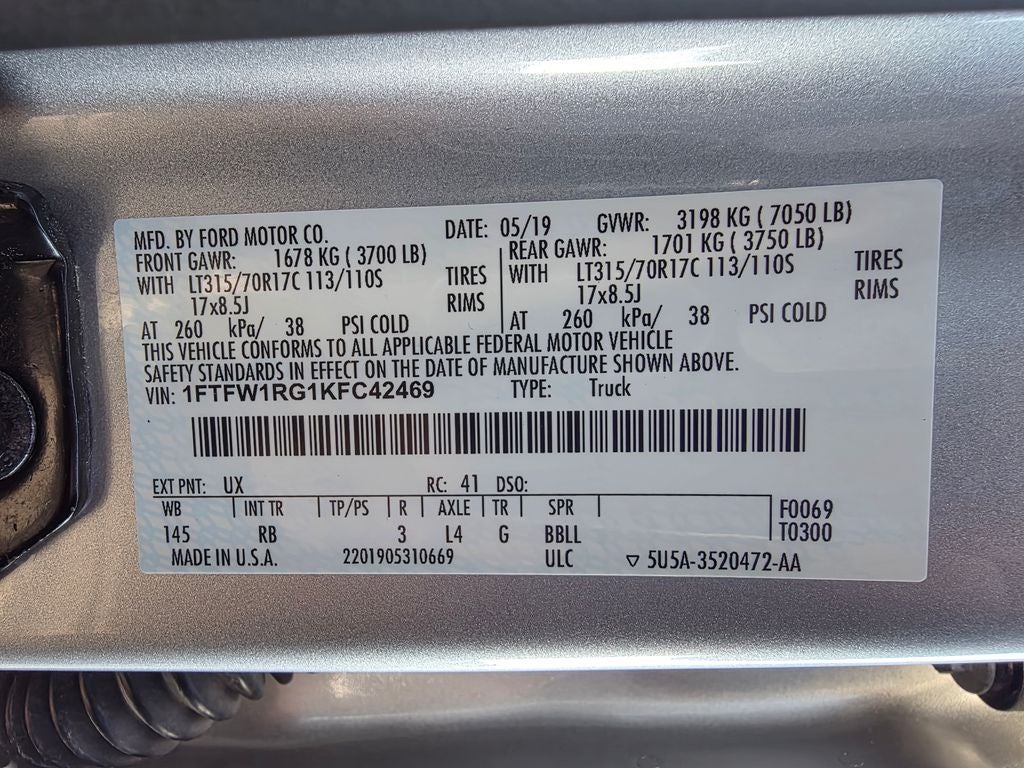 MFD. BY FORD MOTOR CO. DATE: 05/19 GVWR: 3198 KG ( 7050 LB)
FRONT GAWR: 1678 KG ( 3700 LB) REAR GAWR: 1701 KG ( 3750 LB)
WITH LT315/70R17C 113/110S TIRES WITH LT315/70R17C 113/110S TIRES
17x8.5J RIMS 17x8.5J RIMS
AT 260 kPa/ 38 PSI COLD AT 260 kPa/ 38 PSI COLD
THIS VEHICLE CONFORMS TO ALL APPLICABLE FEDERAL MOTOR VEHICLE
SAFETY STANDARDS IN EFFECT ON THE DATE OF MANUFACTURE SHOWN ABOVE.
VIN: 1FTFW1RG1KFC42469 TYPE: Truck
EXT PNT: UX RC: 41 DSO:
WB INT TR TP/PS R AXLE TR SPR F0069
145 RB 3 L4 G BBLL T0300
MADE IN U.S.A. 2201905310669 ULC ▽ 5U5A-3520472-AA